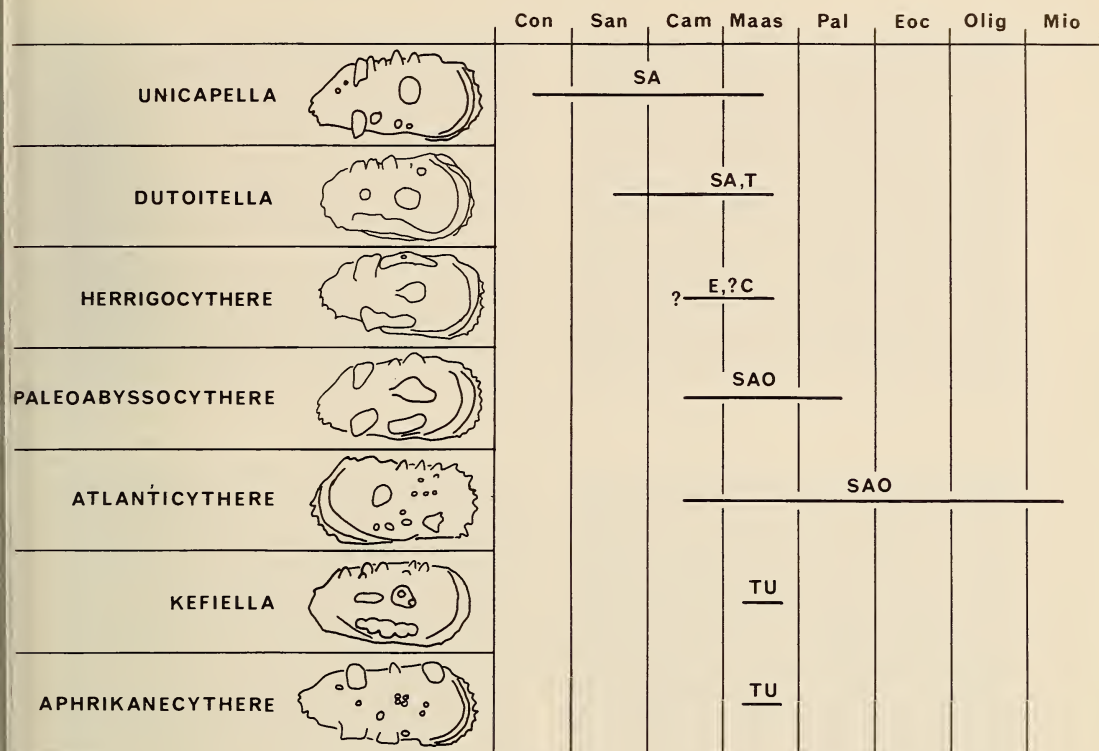 Con San Cam Maas Pal Eoc Olig Mio
UNICAPELLA SA
DUTOITELLA SA,T
HERRIGOCYTHERE ? E,?C
PALEOABYSSOCYTHERE SAO
ATLANTICYTHERE SAO
KEFIELLA TU
APHRIKANECYTHERE TU